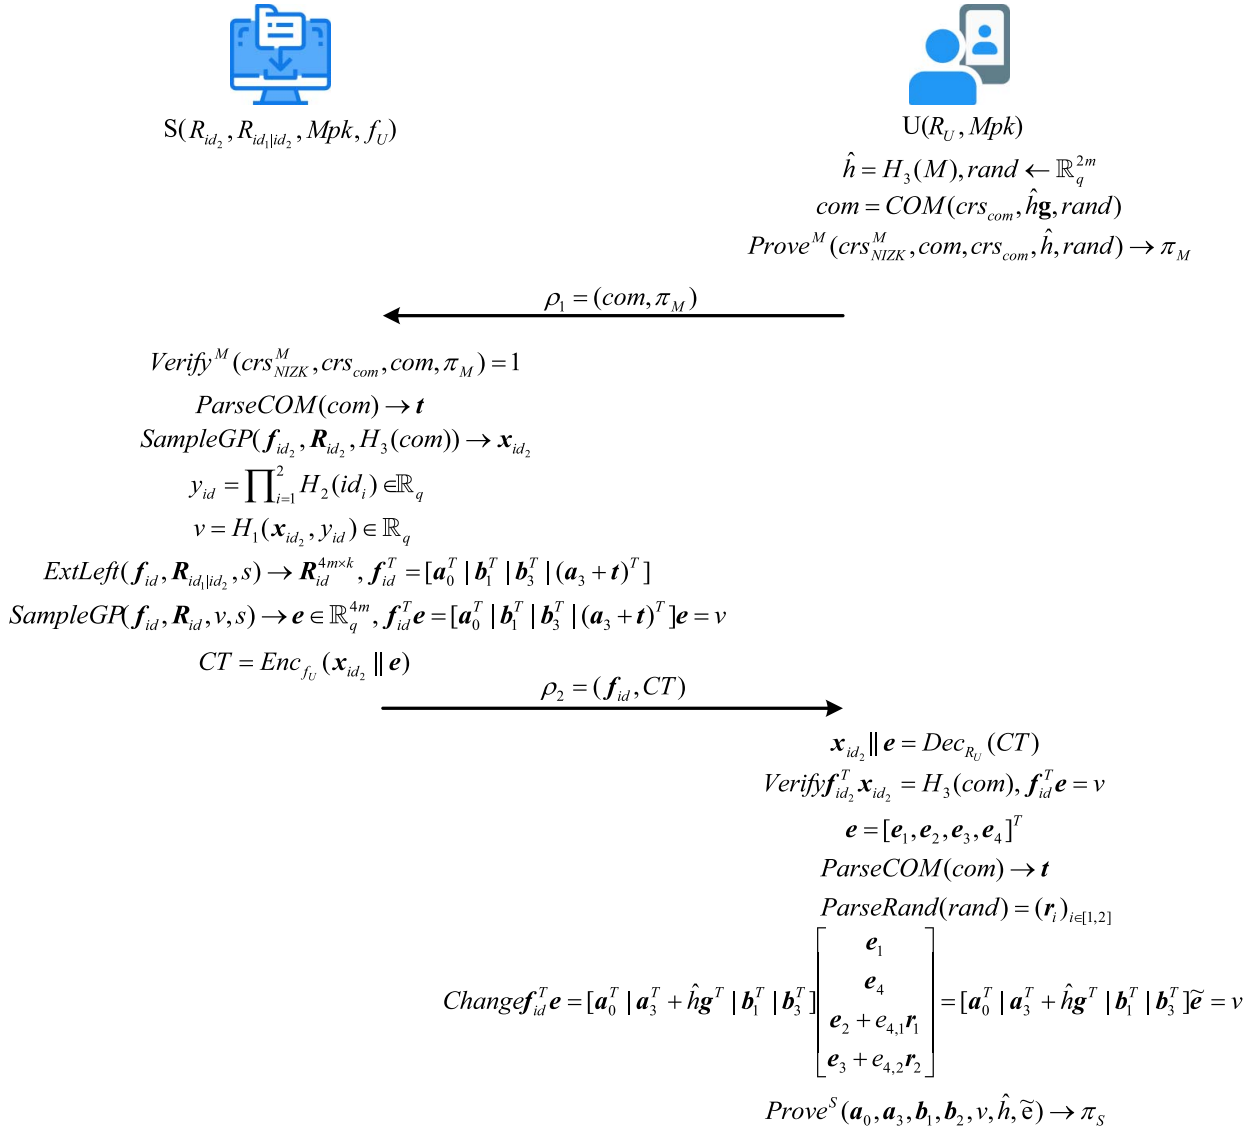 S(R_{id_2}, R_{id_1|id_2}, Mpk, f_U)
U(R_U, Mpk)
ĥ = H_3(M), rand ← ℝ_q^{2m}
com = COM(crs_{com}, ĥ𝐠, rand)
Prove^M(crs_{NIZK}^M, com, crs_{com}, ĥ, rand) → π_M
ρ_1 = (com, π_M)
Verify^M(crs_{NIZK}^M, crs_{com}, com, π_M) = 1
ParseCOM(com) → t
SampleGP(f_{id_2}, R_{id_2}, H_3(com)) → x_{id_2}
y_{id} = ∏_{i=1}^2 H_2(id_i) ∈ ℝ_q
v = H_1(x_{id_2}, y_{id}) ∈ ℝ_q
ExtLeft(f_{id}, R_{id_1|id_2}, s) → R_{id}^{4m×k}, f_{id}^T = [a_0^T | b_1^T | b_3^T | (a_3 + t)^T]
SampleGP(f_{id}, R_{id}, v, s) → e ∈ ℝ_q^{4m}, f_{id}^T e = [a_0^T | b_1^T | b_3^T | (a_3 + t)^T]e = v
CT = Enc_{f_U}(x_{id_2} || e)
ρ_2 = (f_{id}, CT)
x_{id_2} || e = Dec_{R_U}(CT)
Verify f_{id_2}^T x_{id_2} = H_3(com), f_{id}^T e = v
e = [e_1, e_2, e_3, e_4]^T
ParseCOM(com) → t
ParseRand(rand) = (r_i)_{i∈[1,2]}
Change f_{id}^T e = [a_0^T | a_3^T + ĥg^T | b_1^T | b_3^T] [e_1 ; e_4 ; e_2 + e_{4,1}r_1 ; e_3 + e_{4,2}r_2] = [a_0^T | a_3^T + ĥg^T | b_1^T | b_3^T]ẽ = v
Prove^S(a_0, a_3, b_1, b_2, v, ĥ, ẽ) → π_S